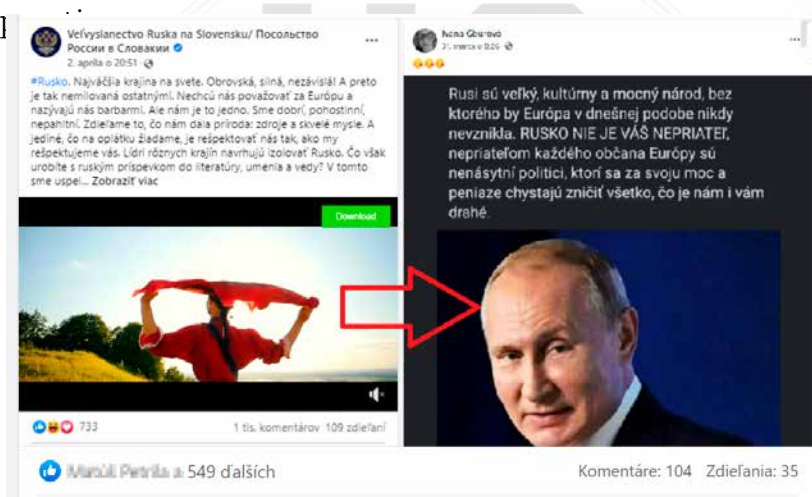 Veľvyslanectvo Ruska na Slovensku/ Посольство
России в Словакии
2. apríla o 20:51
#Rusko. Najväčšia krajina na svete. Obrovská, silná, nezávislá! A preto
je tak nemilovaná ostatnými. Nechcú nás považovať za Európu a
nazývajú nás barbarmi. Ale nám je to jedno. Sme dobrí, pohostinní,
nepahltní. Zdieľame to, čo nám dala príroda: zdroje a skvelé mysle. A
jediné, čo na oplátku žiadame, je rešpektovať nás tak, ako my
rešpektujeme vás. Lídri rôznych krajín navrhujú izolovať Rusko. Čo však
urobíte s ruským príspevkom do literatúry, umenia a vedy? V tomto
sme uspel... Zobraziť viac
Download
733
1 tis. komentárov 109 zdieľaní
Ivana Gburová
31. marca o 0:26
Rusi sú veľký, kultúrny a mocný národ, bez
ktorého by Európa v dnešnej podobe nikdy
nevznikla. RUSKO NIE JE VÁŠ NEPRIATEĽ,
nepriateľom každého občana Európy sú
nenásytní politici, ktorí sa za svoju moc a
peniaze chystajú zničiť všetko, čo je nám i vám
drahé.
549 ďalších
Komentáre: 104 Zdieľania: 35